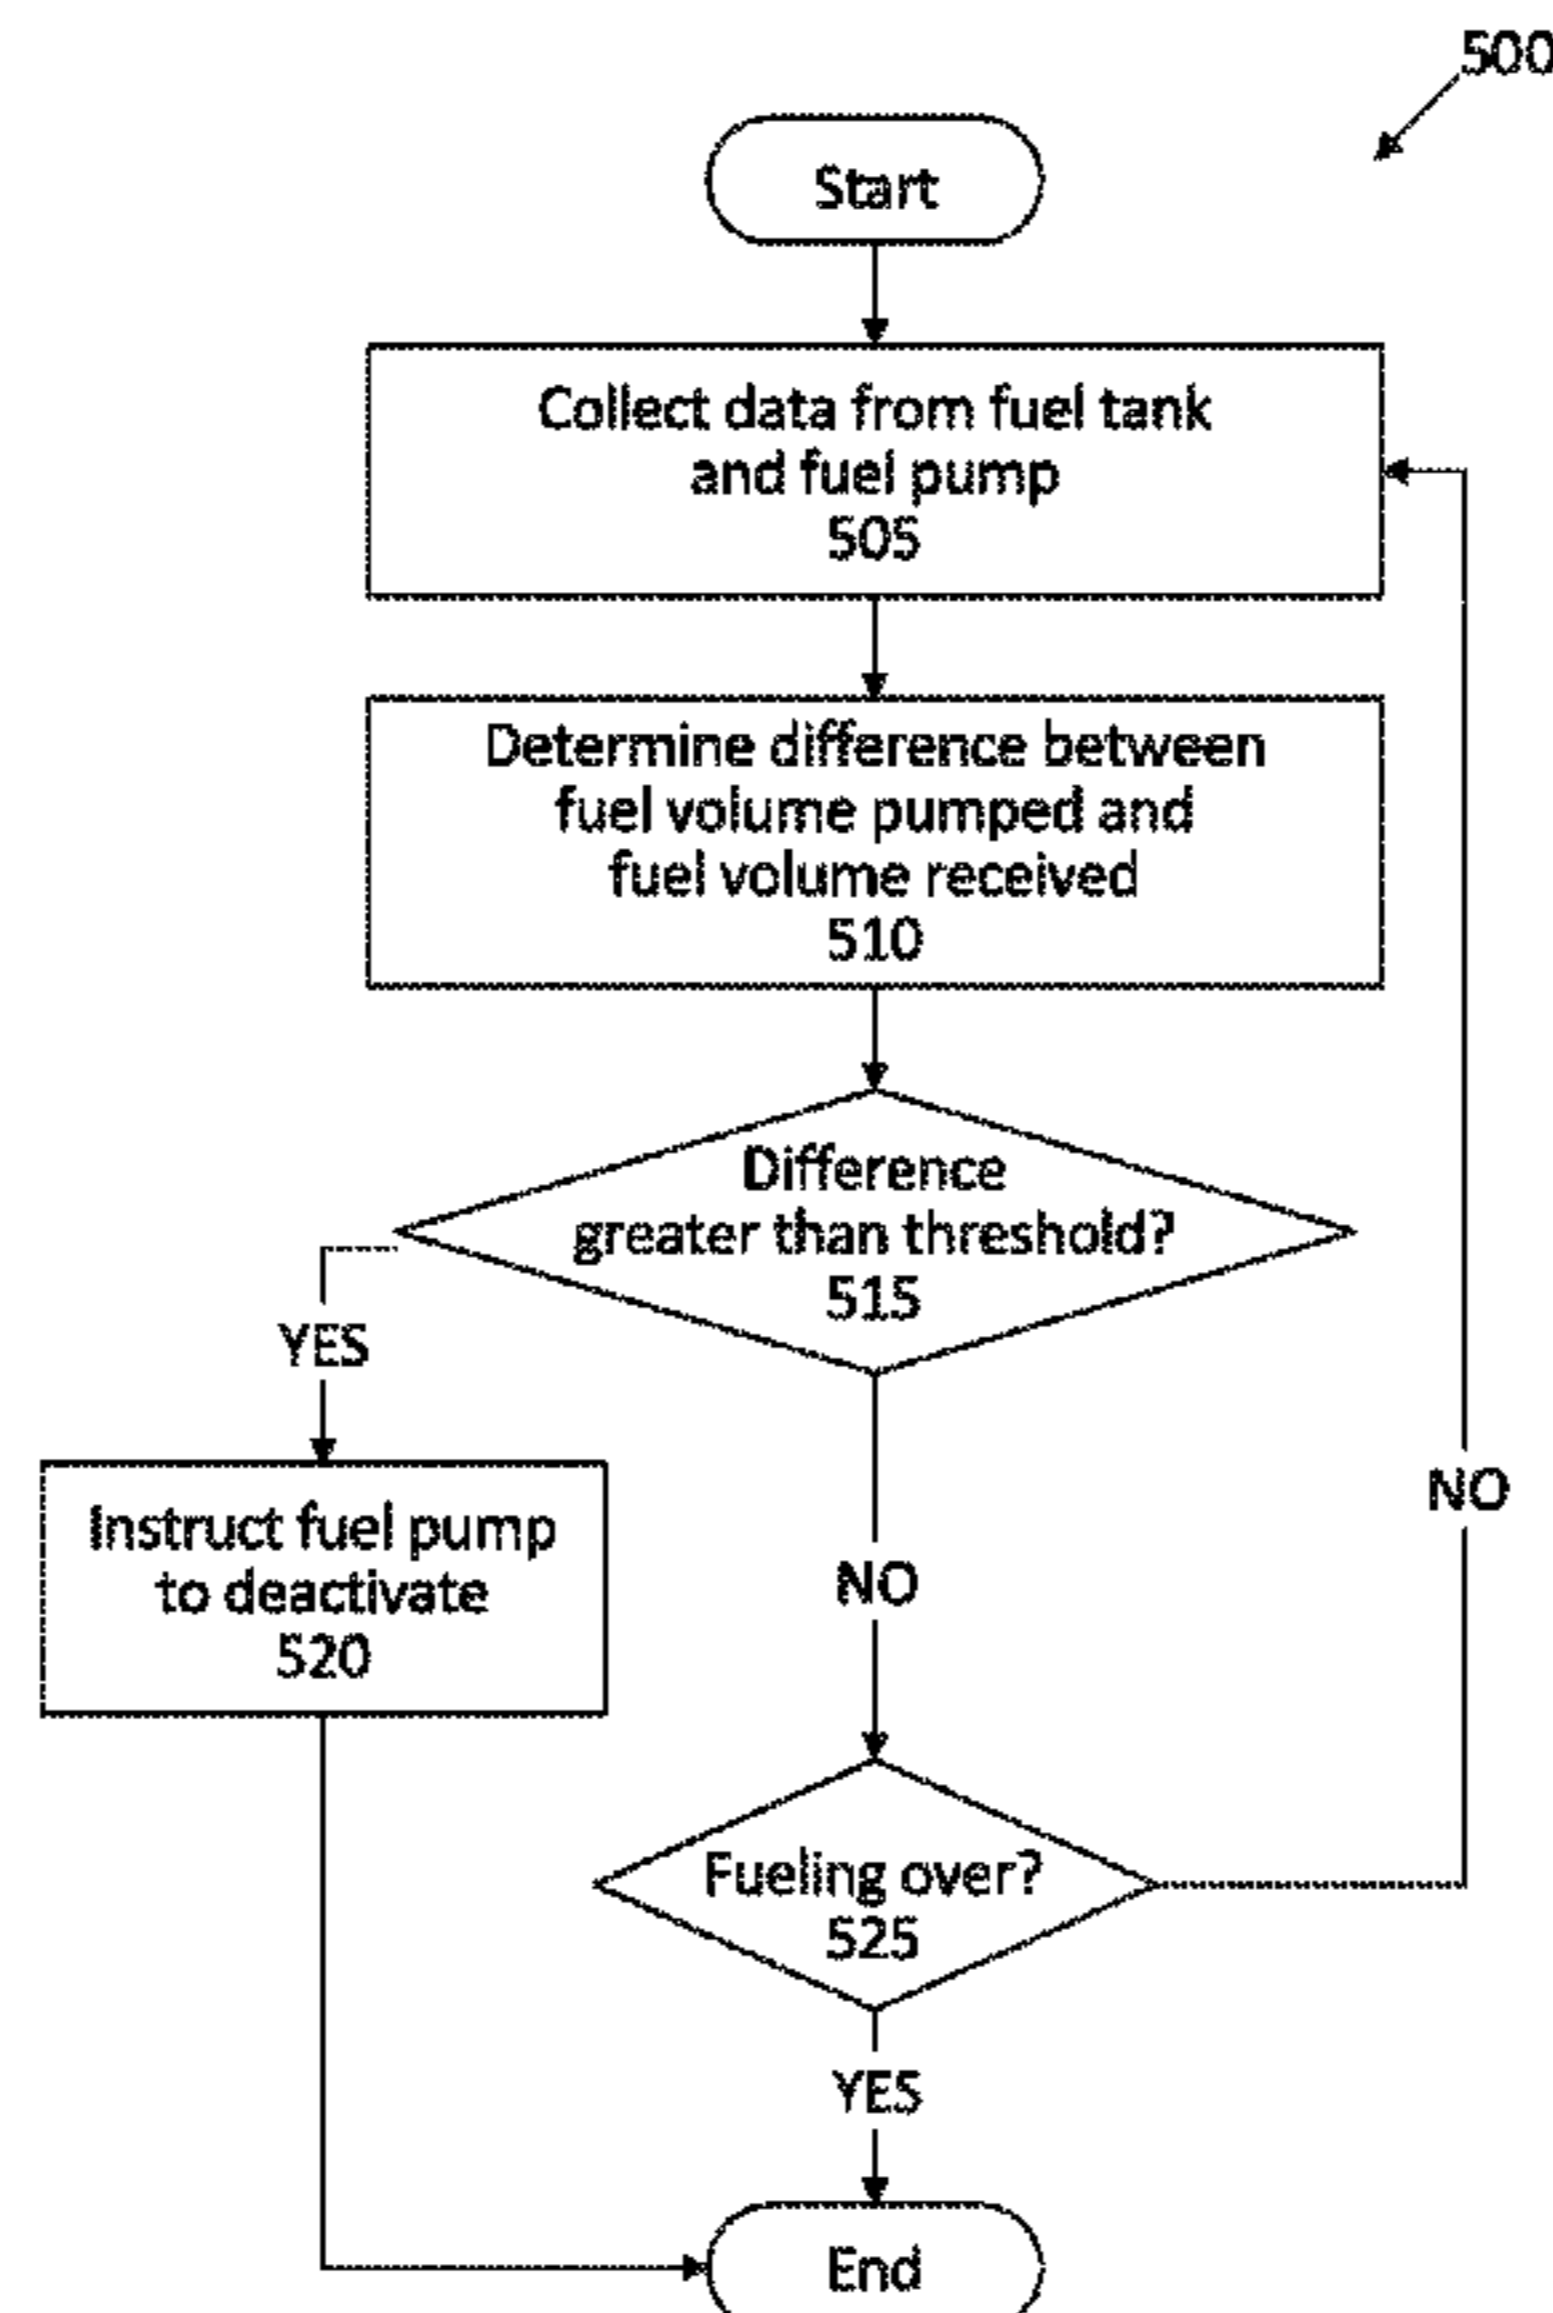 500
Start
Collect data from fuel tank
and fuel pump
505
Determine difference between
fuel volume pumped and
fuel volume received
510
Difference
greater than threshold?
515
YES
Instruct fuel pump
to deactivate
520
NO
NO
Fueling over?
525
YES
End